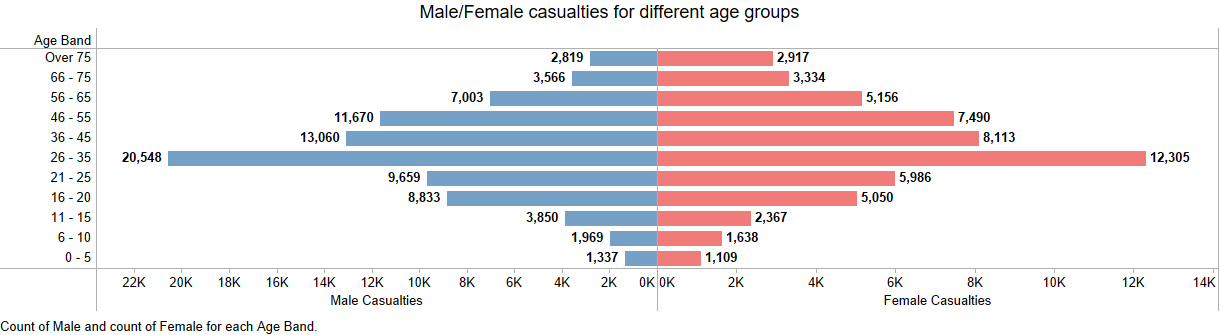 Male/Female casualties for different age groups
Age Band
Over 75 2,819 2,917
66 - 75 3,566 3,334
56 - 65 7,003 5,156
46 - 55 11,670 7,490
36 - 45 13,060 8,113
26 - 35 20,548 12,305
21 - 25 9,659 5,986
16 - 20 8,833 5,050
11 - 15 3,850 2,367
6 - 10 1,969 1,638
0 - 5 1,337 1,109
22K 20K 18K 16K 14K 12K 10K 8K 6K 4K 2K 0K 0K 2K 4K 6K 8K 10K 12K 14K
Male Casualties Female Casualties
Count of Male and count of Female for each Age Band.